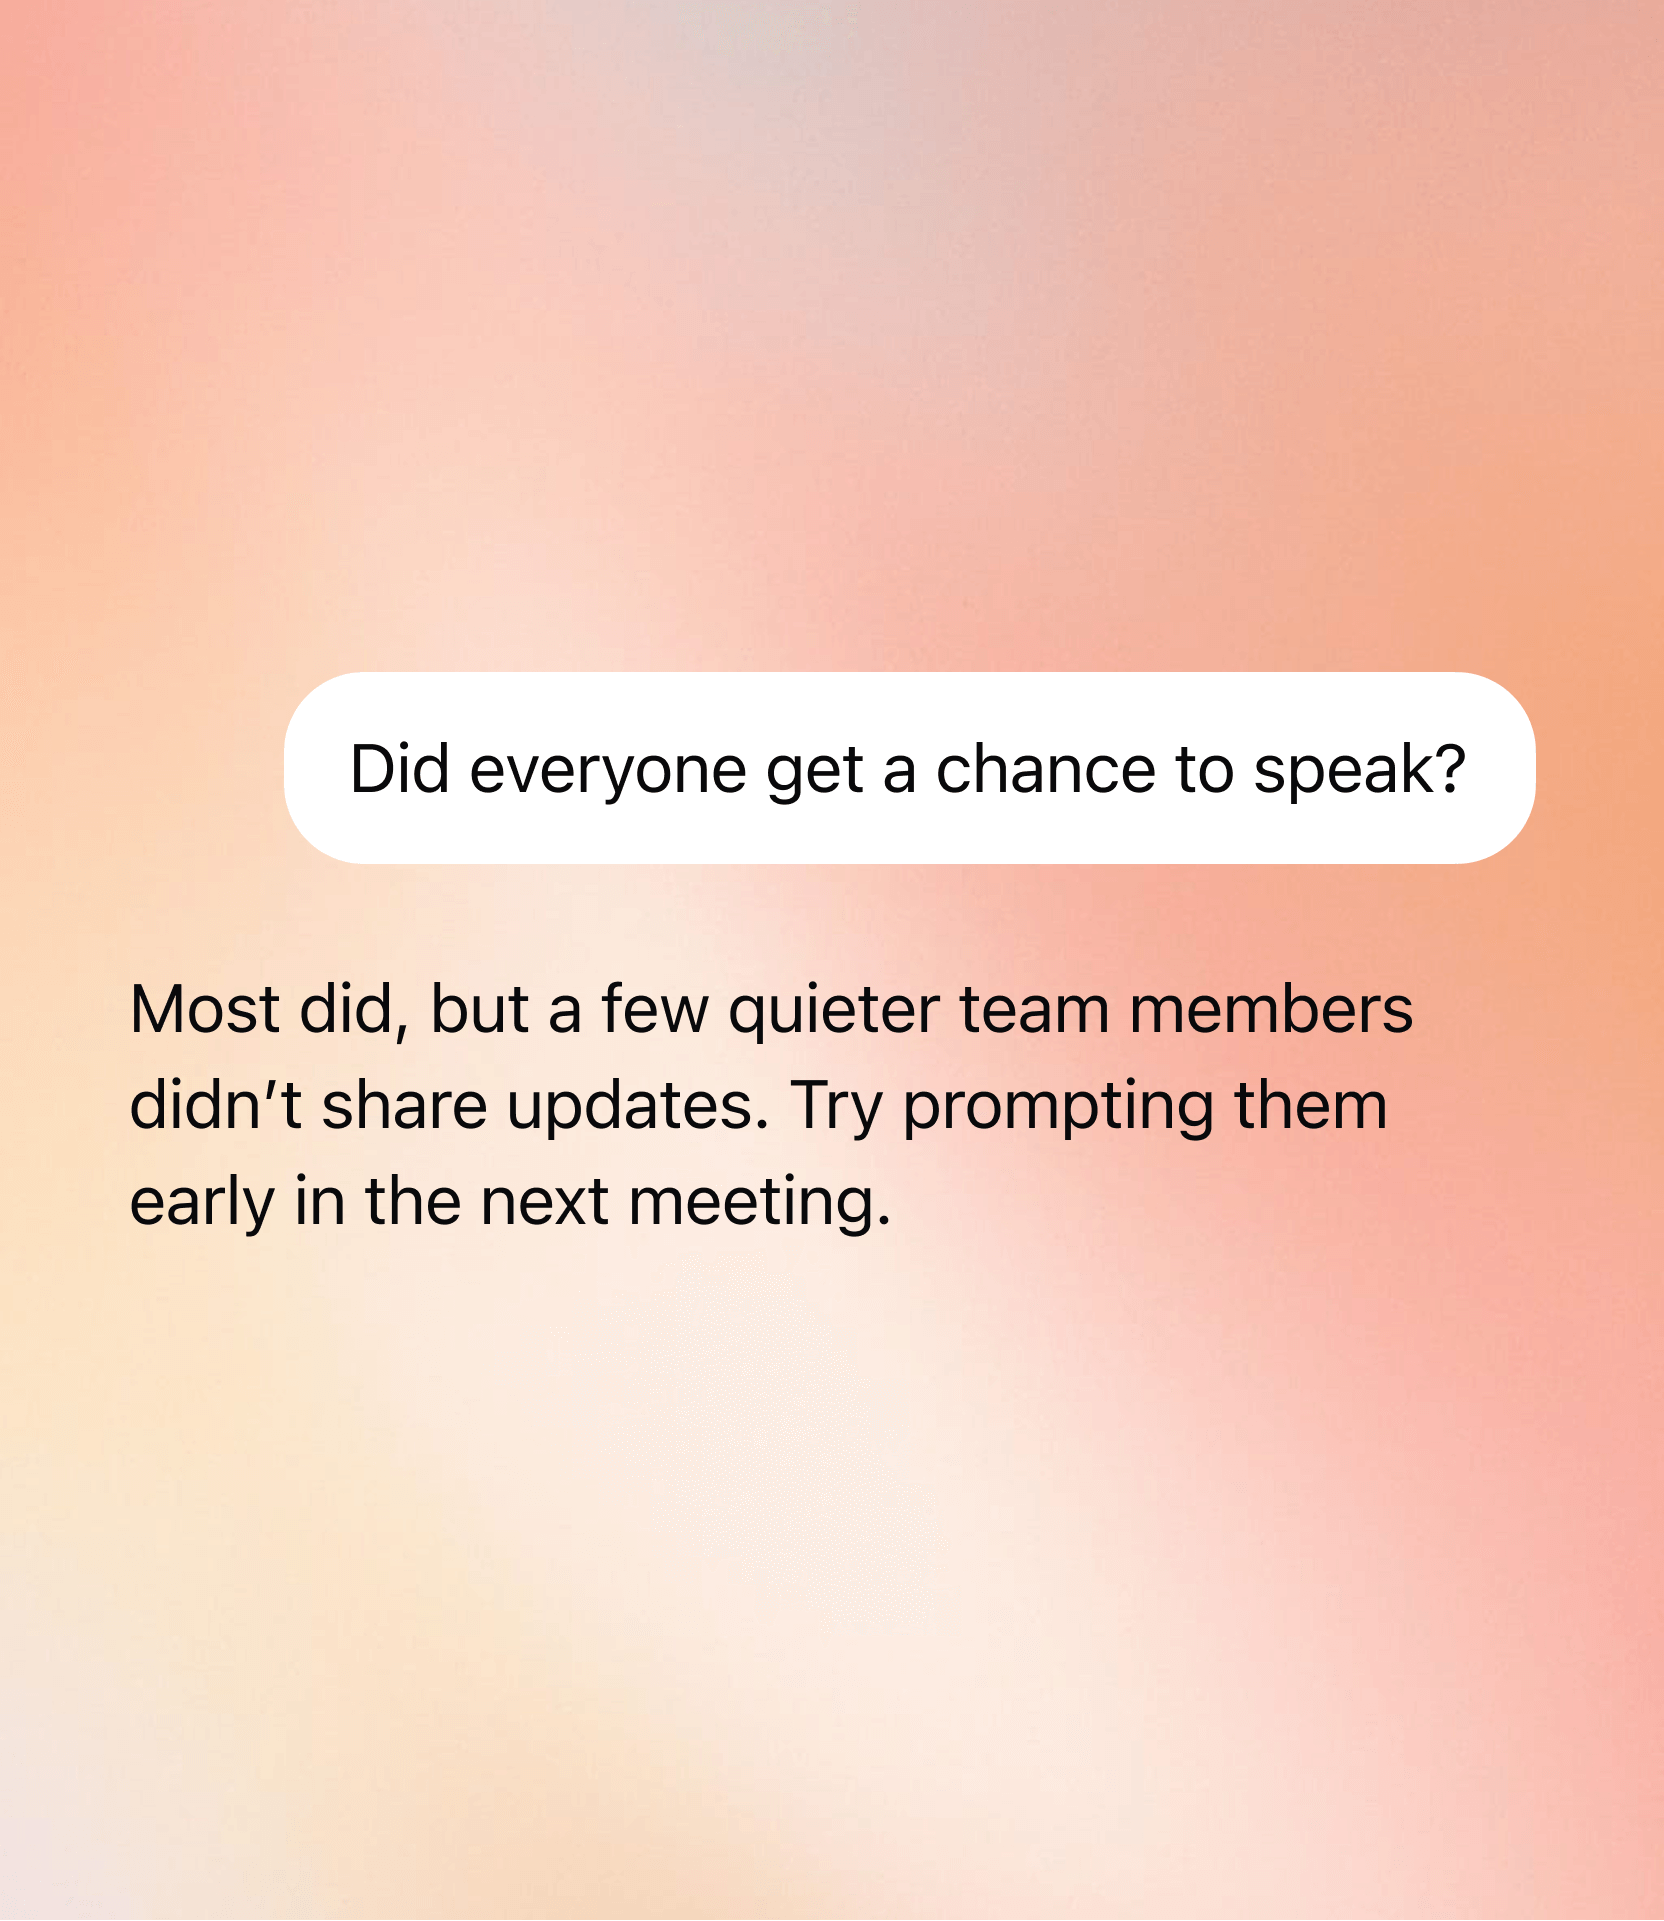 Did everyone get a chance to speak?
Most did, but a few quieter team members
didn’t share updates. Try prompting them
early in the next meeting.